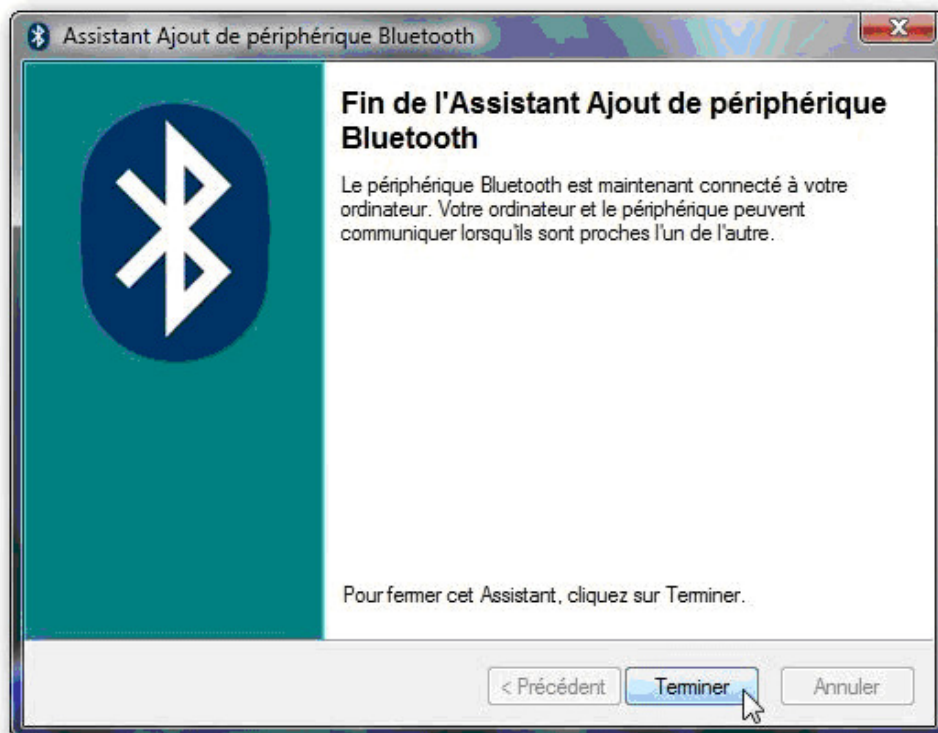 Assistant Ajout de périphérique Bluetooth
Fin de l'Assistant Ajout de périphérique
Bluetooth
Le périphérique Bluetooth est maintenant connecté à votre
ordinateur. Votre ordinateur et le périphérique peuvent
communiquer lorsqu'ils sont proches l'un de l'autre.
Pour fermer cet Assistant, cliquez sur Terminer.
< Précédent
Terminer
Annuler